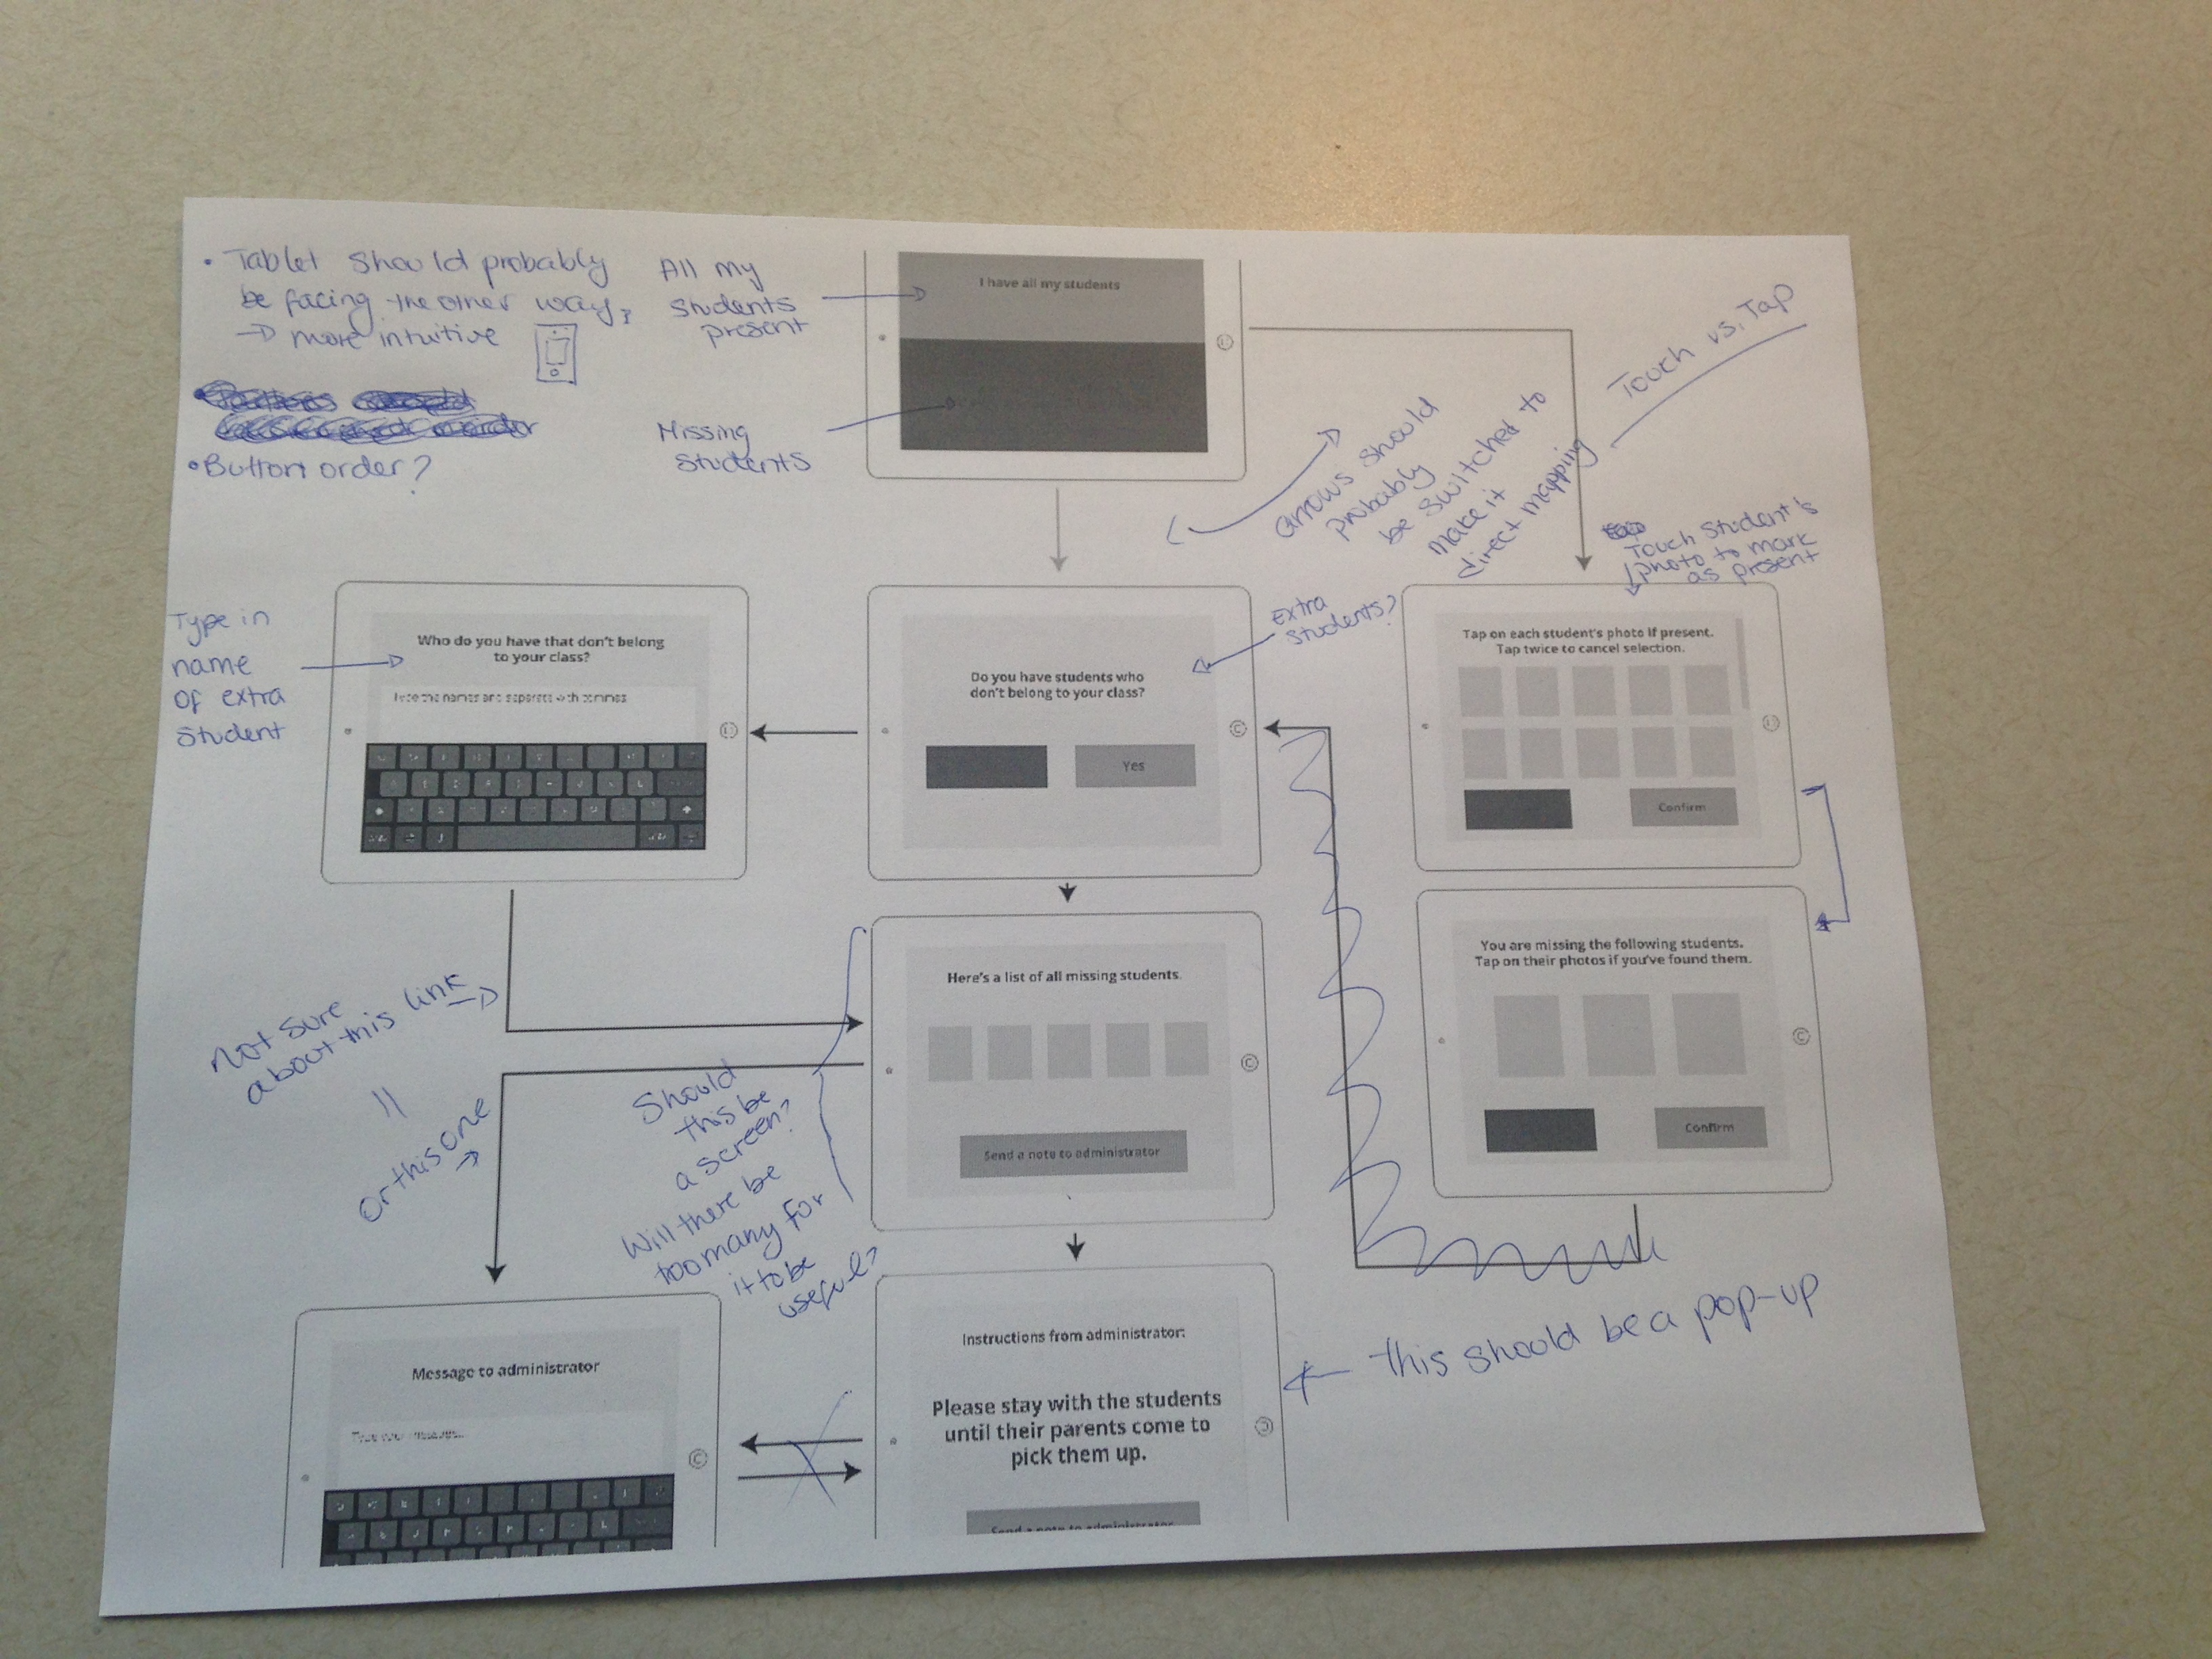 • Tablet should probably
be facing the other way,
→ more intuitive
• Button order?
All my
students
present
Missing
students
I have all my students
Touch vs. Tap
arrows should
probably
be switched to
make it
direct mapping
Type in
name
of extra
student
Who do you have that don't belong
to your class?
Type the names and separate with commas
Do you have students who
don't belong to your class?
Yes
extra
students?
Touch student's
photo to mark
as present
Tap on each student's photo if present.
Tap twice to cancel selection.
Confirm
not sure
about this link →
or this one
should
this be
a screen?
Will there be
too many for
it to be
useful?
Here's a list of all missing students.
Send a note to administrator
You are missing the following students.
Tap on their photos if you've found them.
Confirm
Message to administrator
Instructions from administrator:
Please stay with the students
until their parents come to
pick them up.
Send a note to administrator
← this should be a pop-up